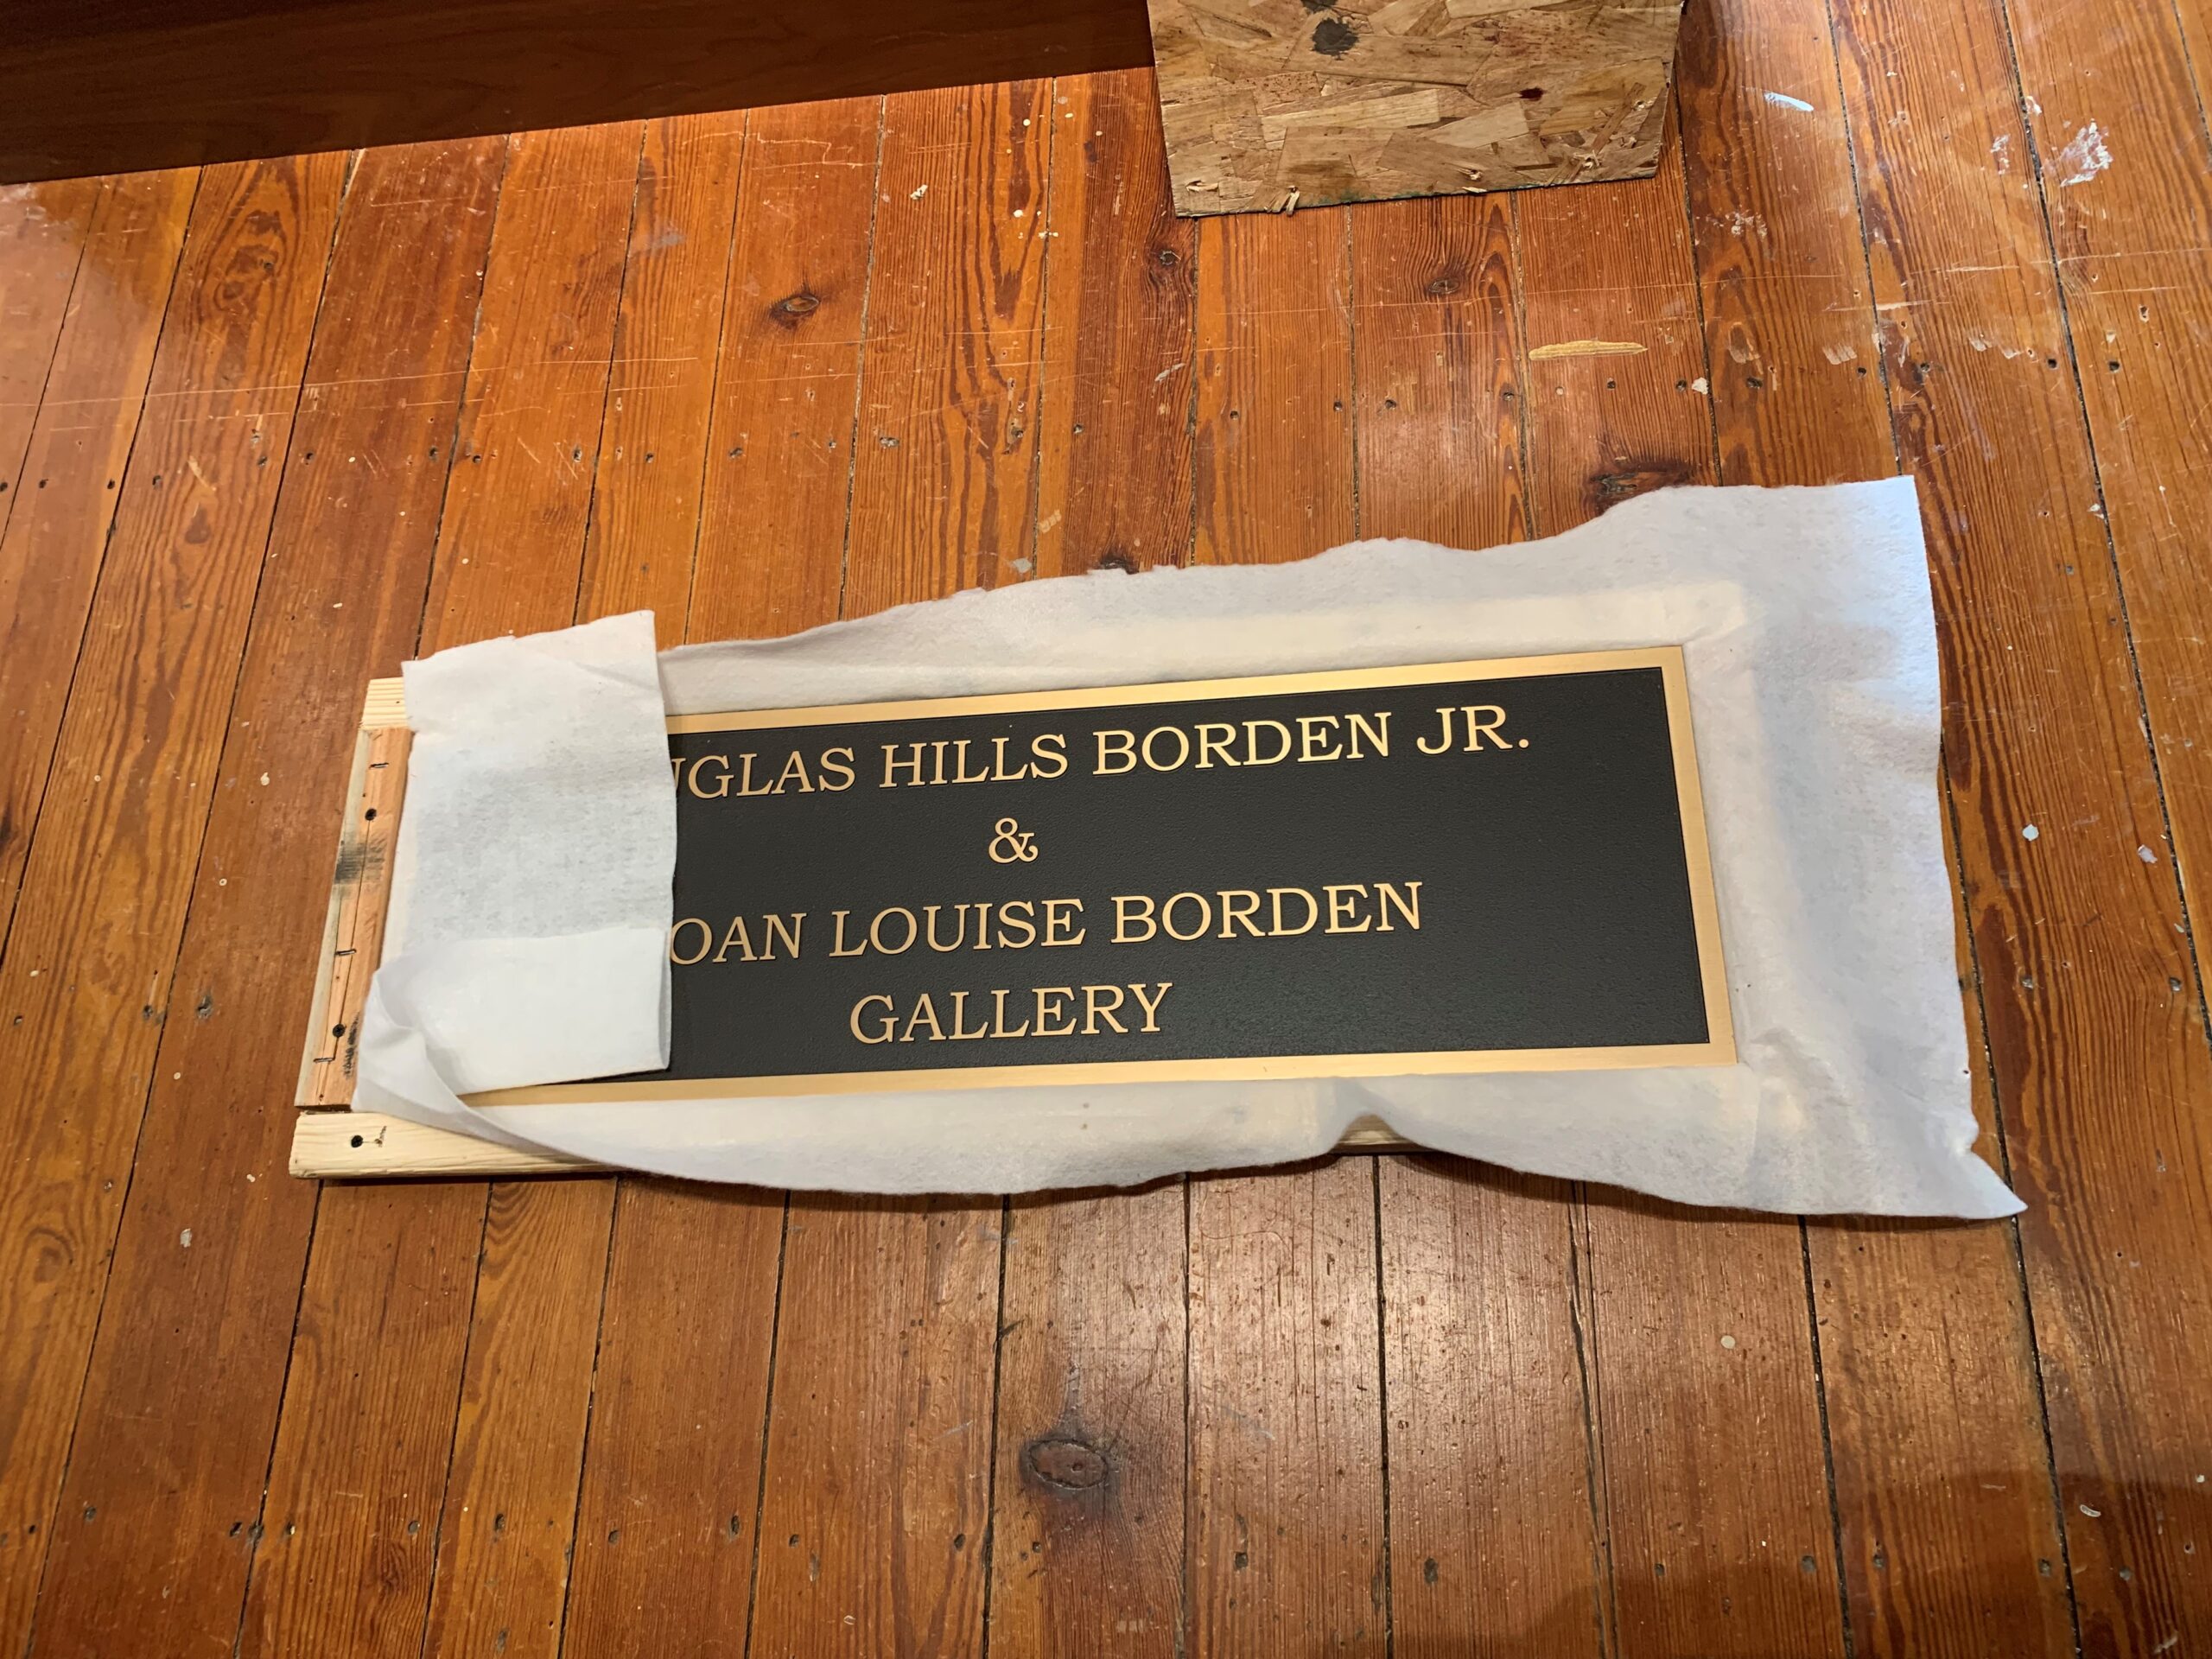 UGLAS HILLS BORDEN JR.
&
OAN LOUISE BORDEN
GALLERY